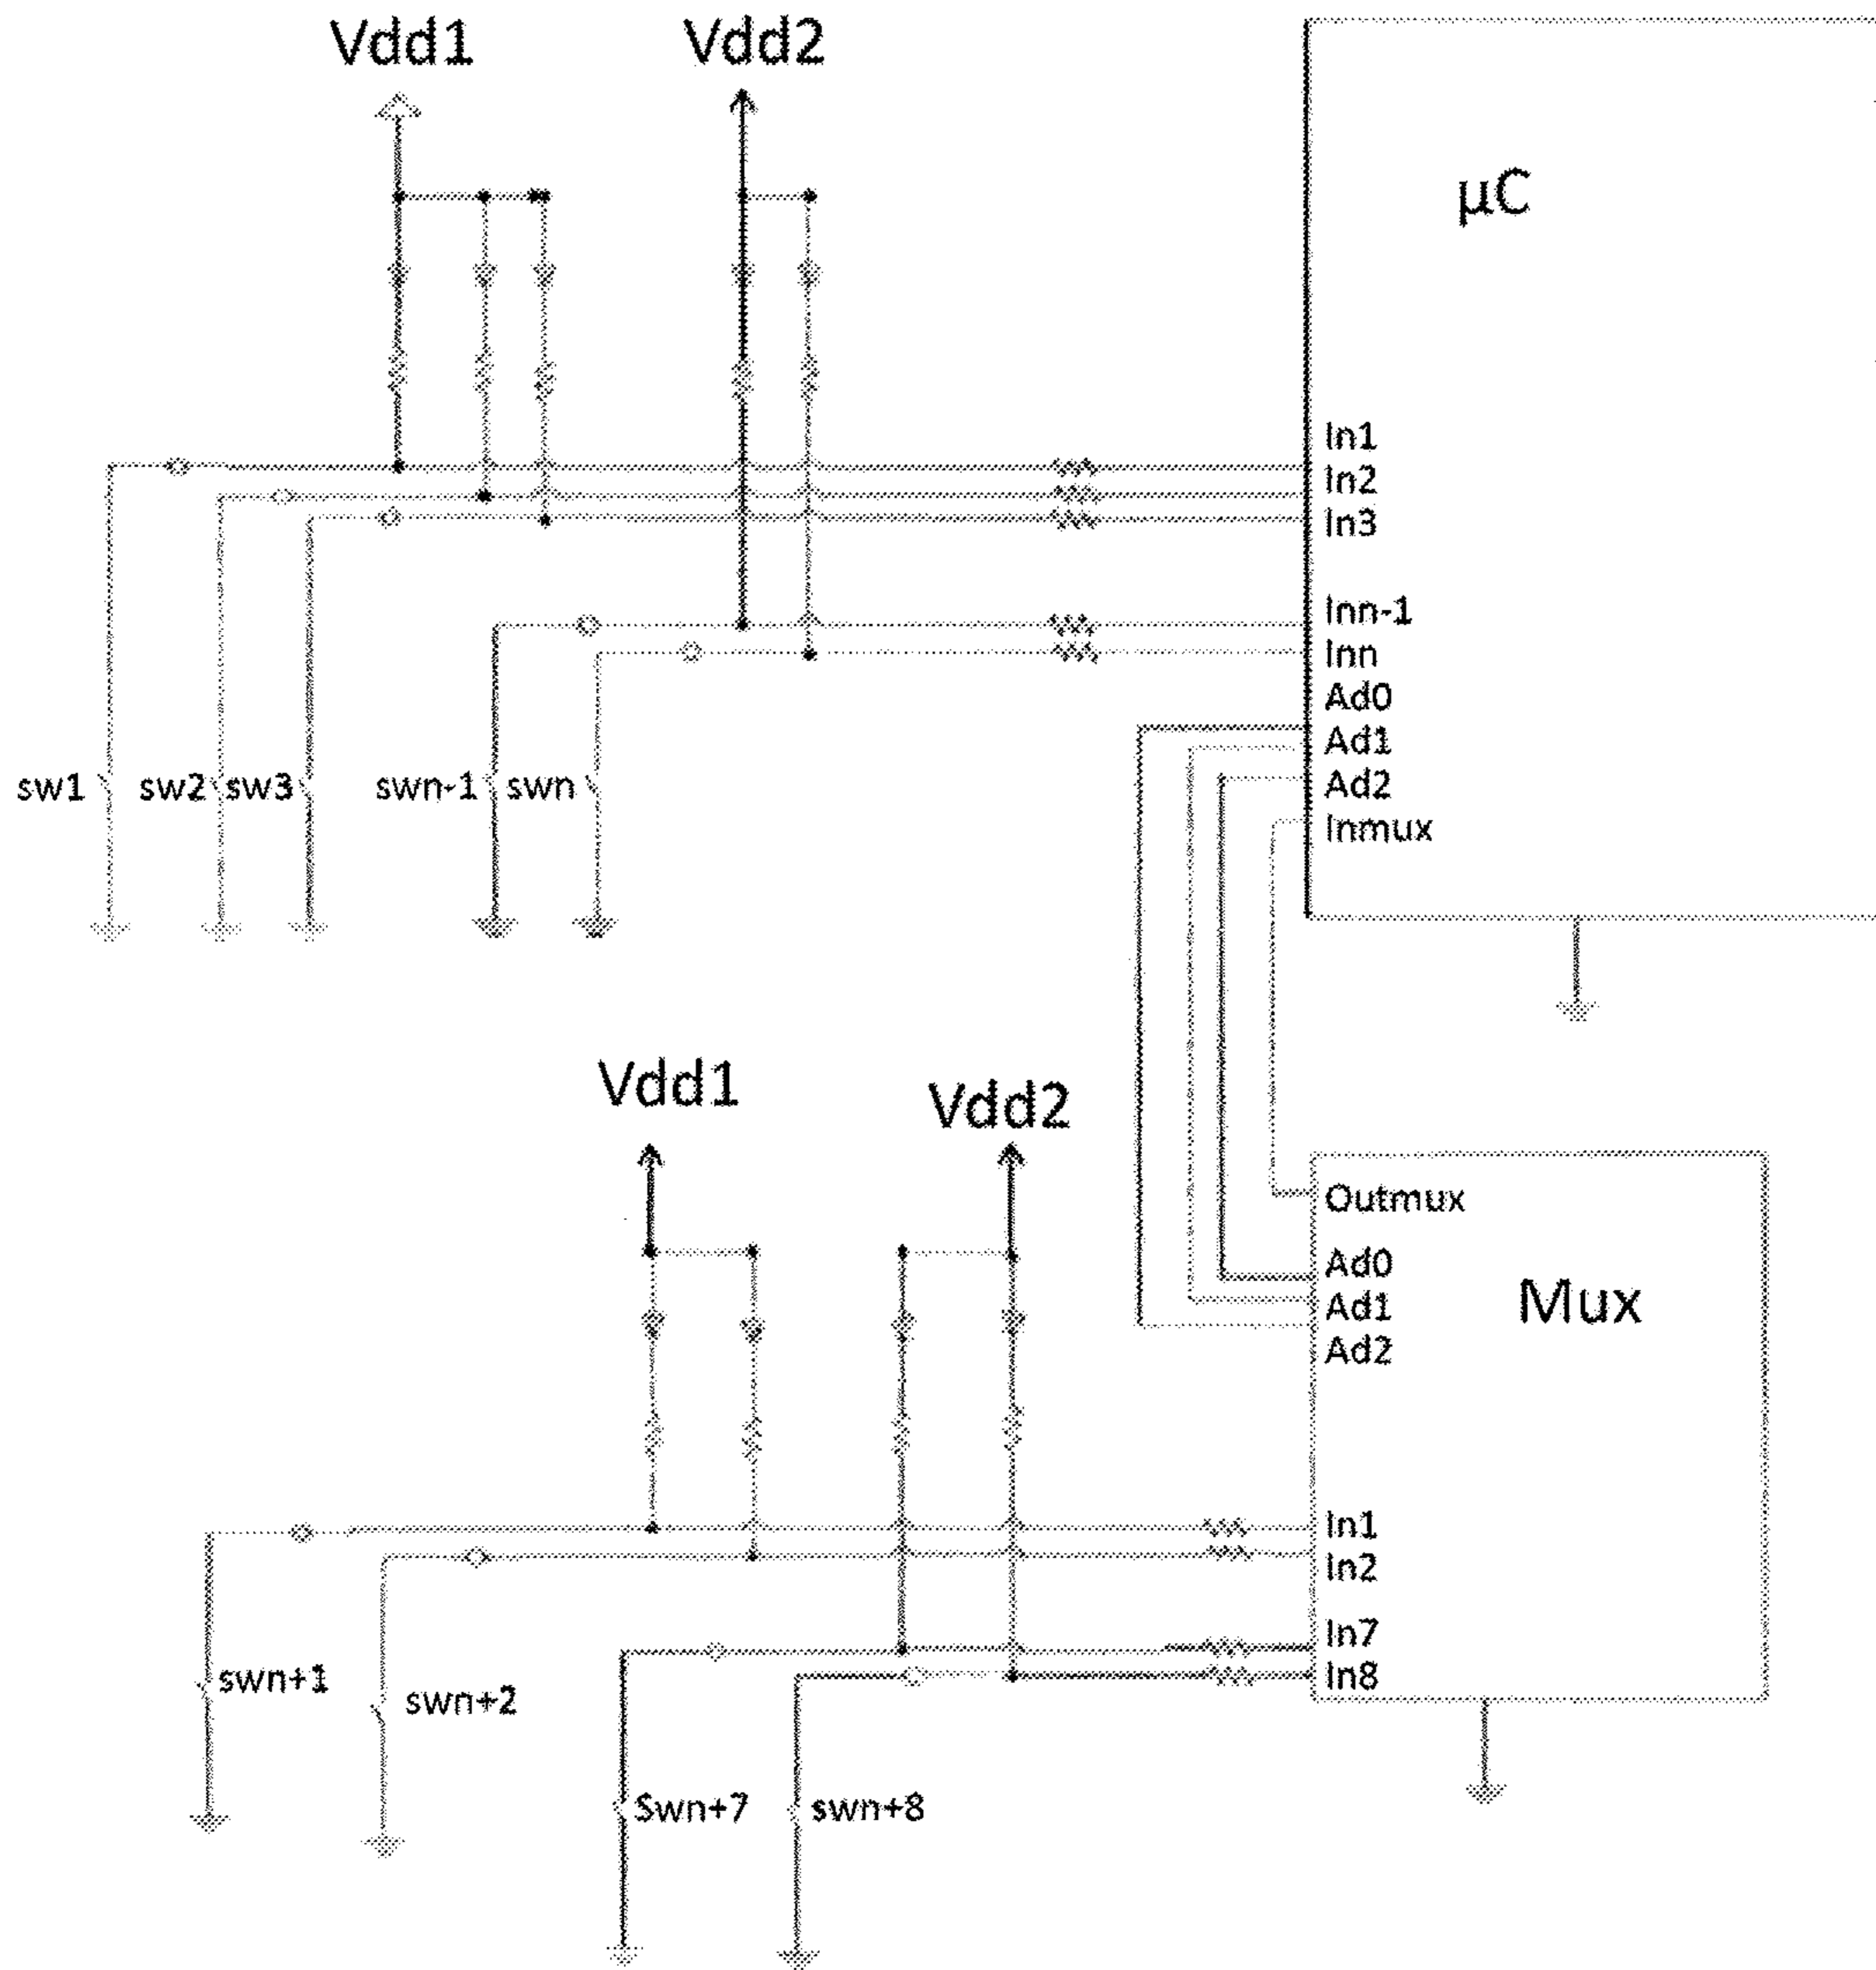 Vdd1
Vdd2
µC
In1
In2
In3
Inn-1
Inn
Ad0
Ad1
Ad2
Inmux
sw1
sw2
sw3
swn-1
swn
Vdd1
Vdd2
Outmux
Ad0
Ad1
Ad2
Mux
In1
In2
In7
In8
swn+1
swn+2
Swn+7
swn+8